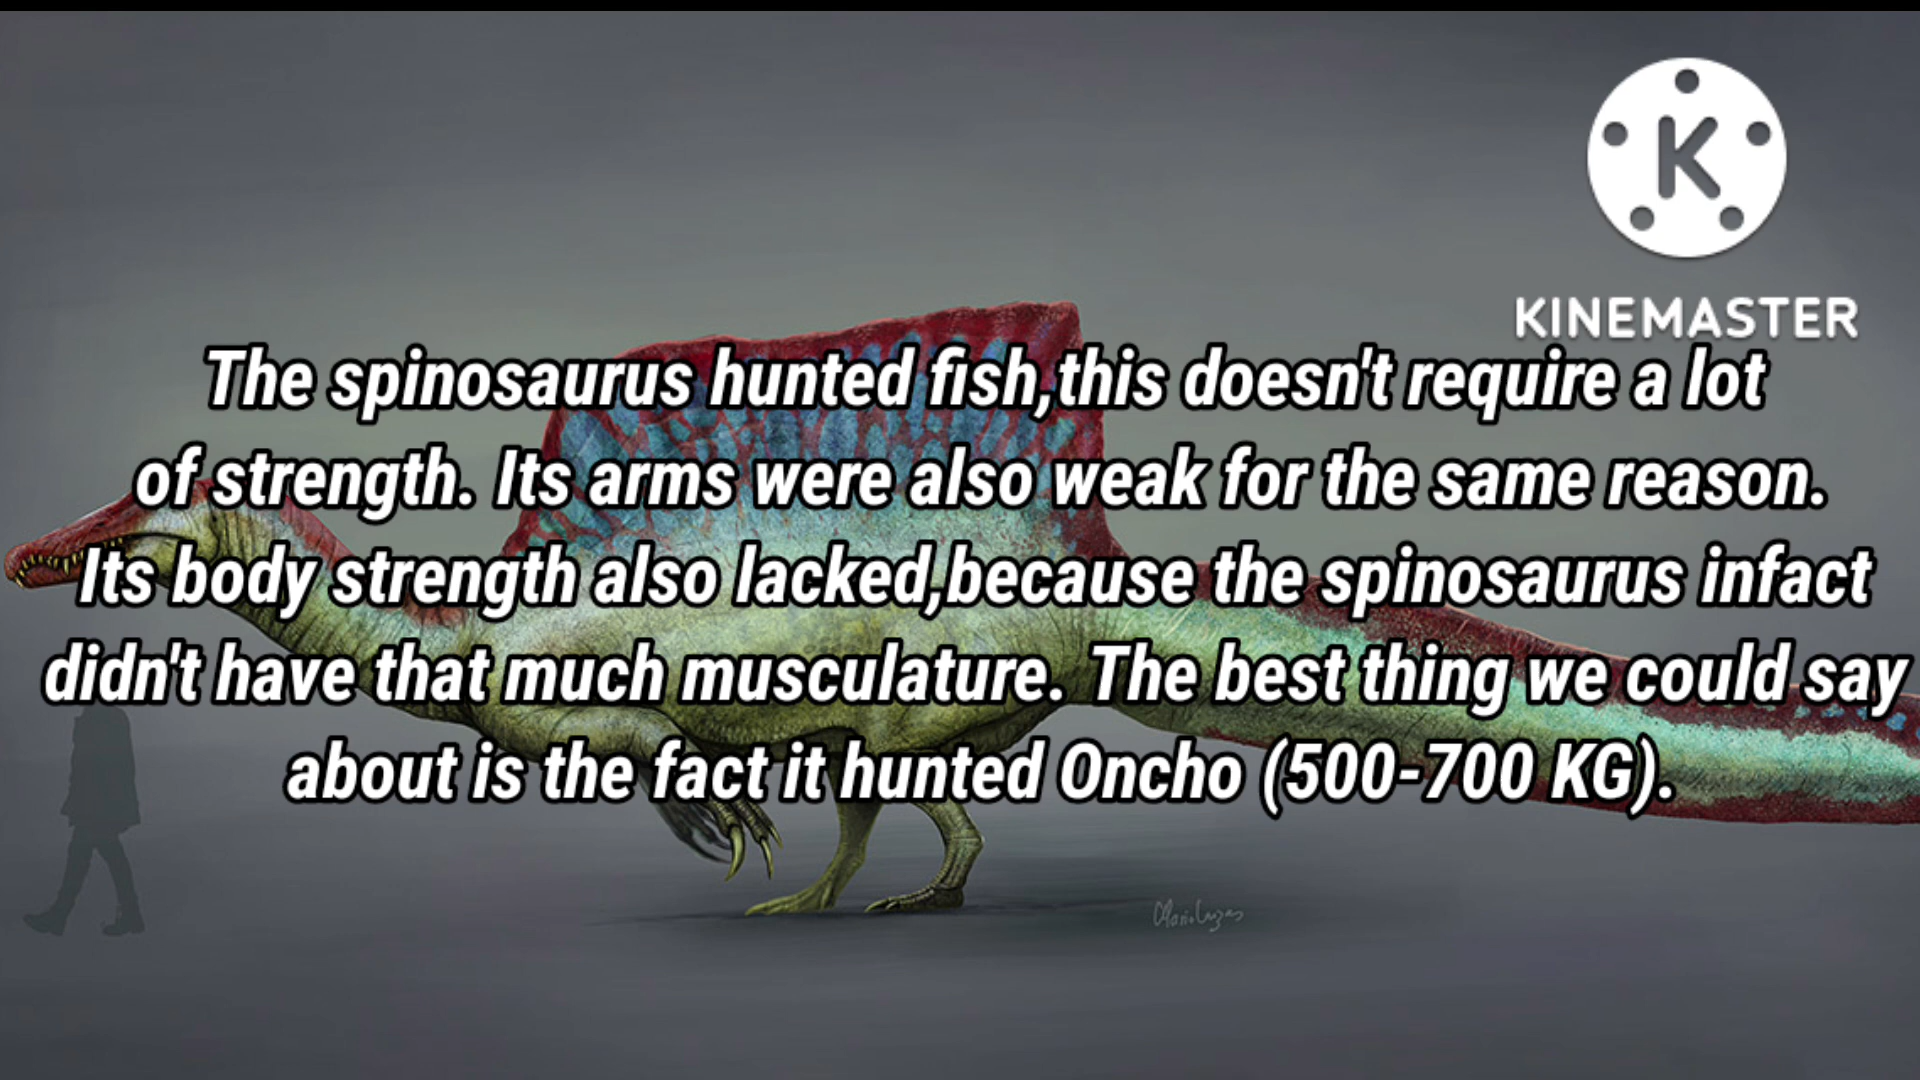 KINEMASTER
The spinosaurus hunted fish,this doesn't require a lot
of strength. Its arms were also weak for the same reason.
Its body strength also lacked,because the spinosaurus infact
didn't have that much musculature. The best thing we could say
about is the fact it hunted Oncho (500-700 KG).